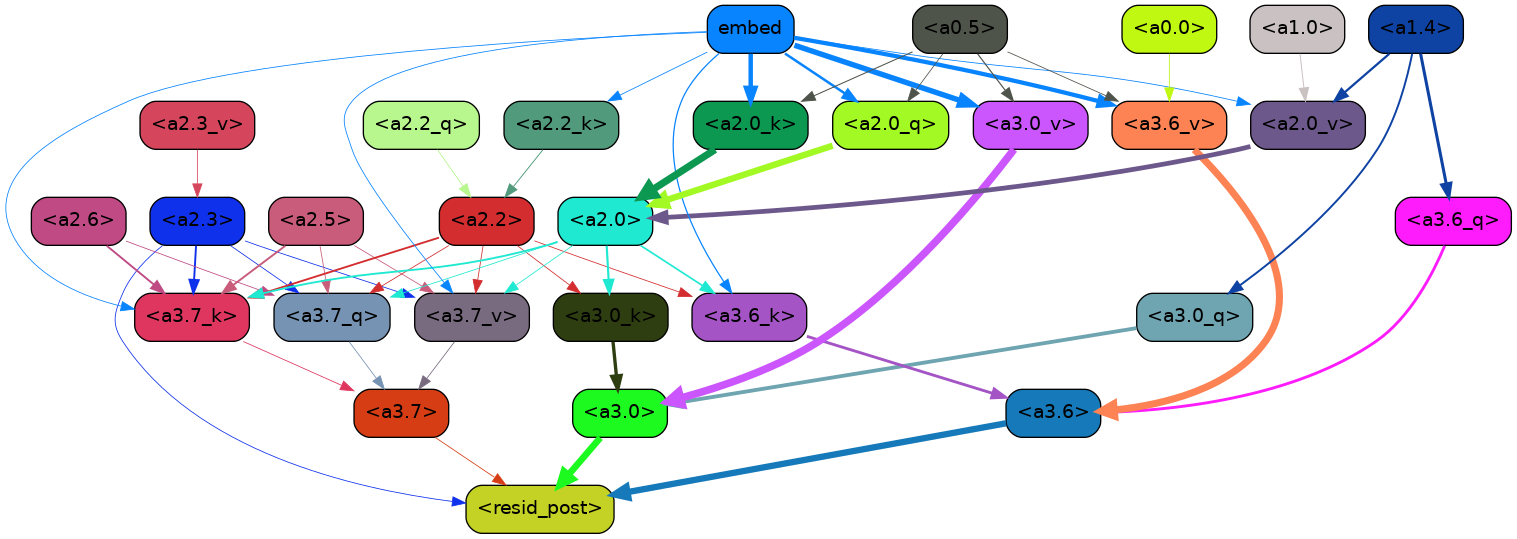 embed <a0.5> <a0.0> <a1.0> <a1.4>
<a2.3_v> <a2.2_q> <a2.2_k> <a2.0_k> <a2.0_q> <a3.0_v> <a3.6_v> <a2.0_v>
<a2.6> <a2.3> <a2.5> <a2.2> <a2.0> <a3.6_q>
<a3.7_k> <a3.7_q> <a3.7_v> <a3.0_k> <a3.6_k> <a3.0_q>
<a3.7> <a3.0> <a3.6>
<resid_post>